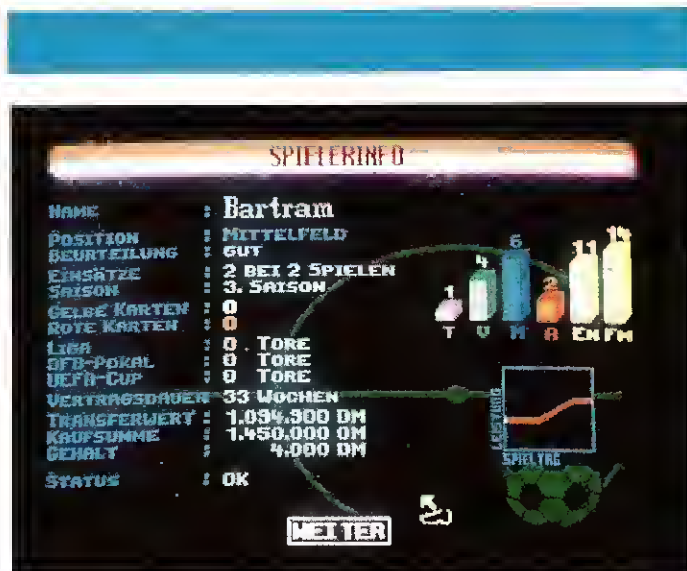 SPIELERINFO
NAME : Bartram
POSITION : MITTELFELD
BEURTEILUNG : GUT
EINSÄTZE : 2 BEI 2 SPIELEN
SAISON : 3. SAISON
GELBE KARTEN : 0
ROTE KARTEN : 0
LIGA : 0 TORE
DFB-POKAL : 0 TORE
UEFA-CUP : 0 TORE
VERTRAGSDAUER 33 WOCHEN
TRANSFERWERT : 1.094.900 DM
KAUFSUMME : 1.450.000 DM
GEHALT : 4.000 DM
STATUS : OK
1 4 6 2 11 14
T V M A EN FM
LEISTUNG
SPIELTAG
WEITER